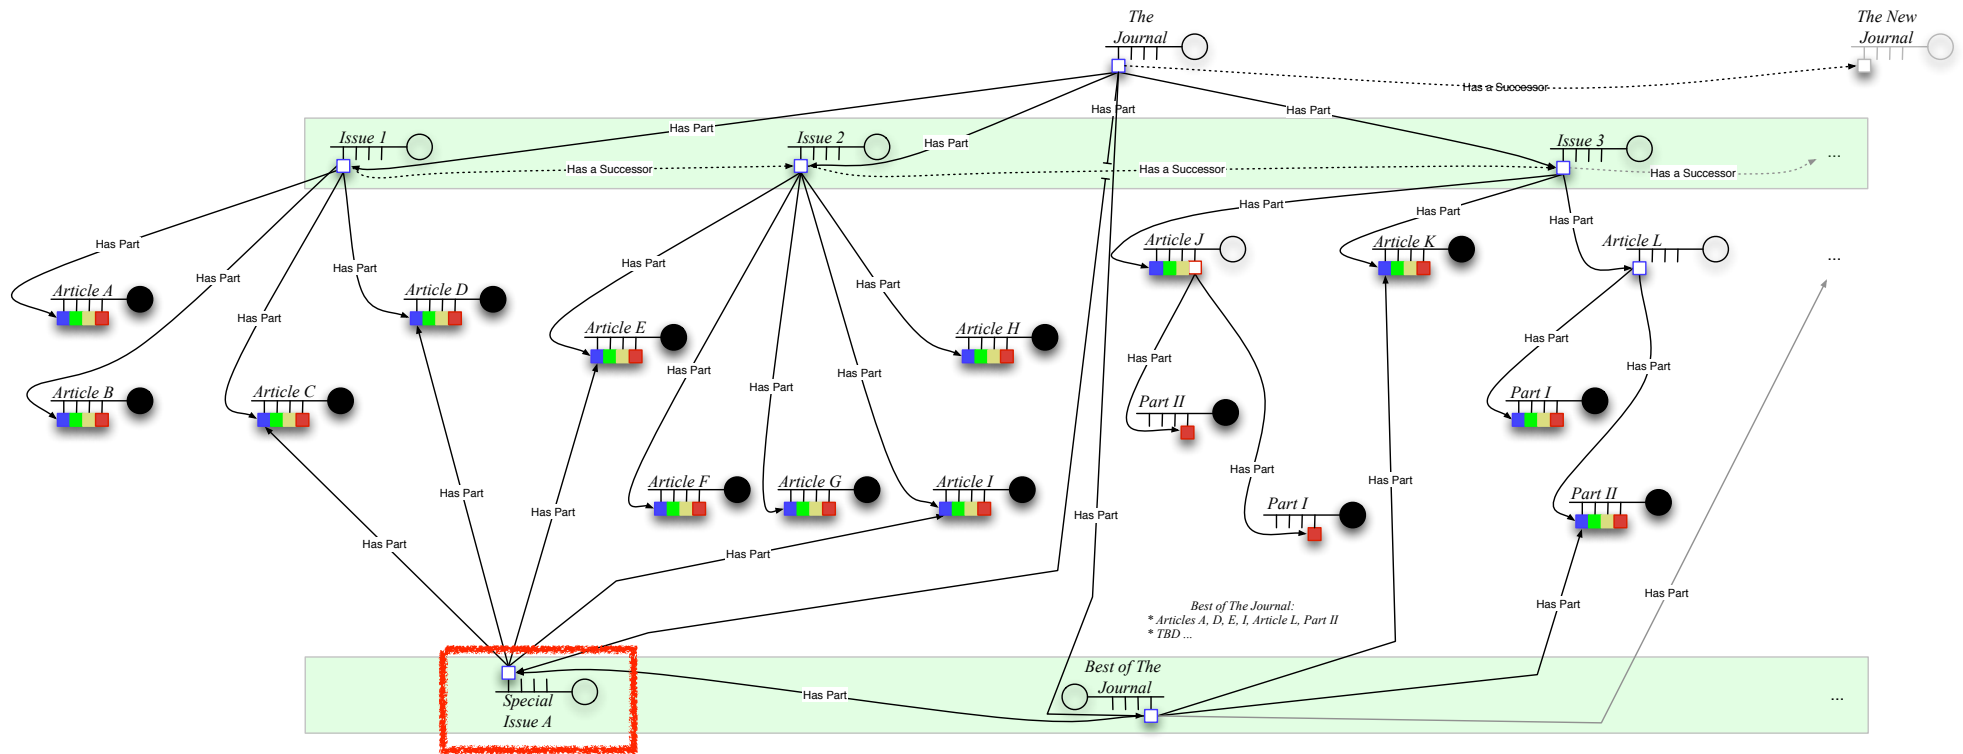 The
Journal
The New
Journal
Has a Successor
Has Part
Has Part
Has Part
Has Part
Issue 1
Issue 2
Issue 3
Has a Successor
Has a Successor
Has a Successor
...
Has Part
Has Part
Has Part
Has Part
Has Part
Has Part
Has Part
Has Part
Has Part
Has Part
Has Part
Has Part
Article J
Article K
Article L
...
Article A
Article D
Article E
Article H
Has Part
Has Part
Has Part
Article B
Article C
Part II
Part I
Has Part
Has Part
Has Part
Article F
Article G
Article I
Part I
Part II
Has Part
Has Part
Has Part
Has Part
Has Part
Has Part
Has Part
Has Part
Best of The Journal:
* Articles A, D, E, I, Article L, Part II
* TBD ...
Special
Issue A
Has Part
Best of The
Journal
...